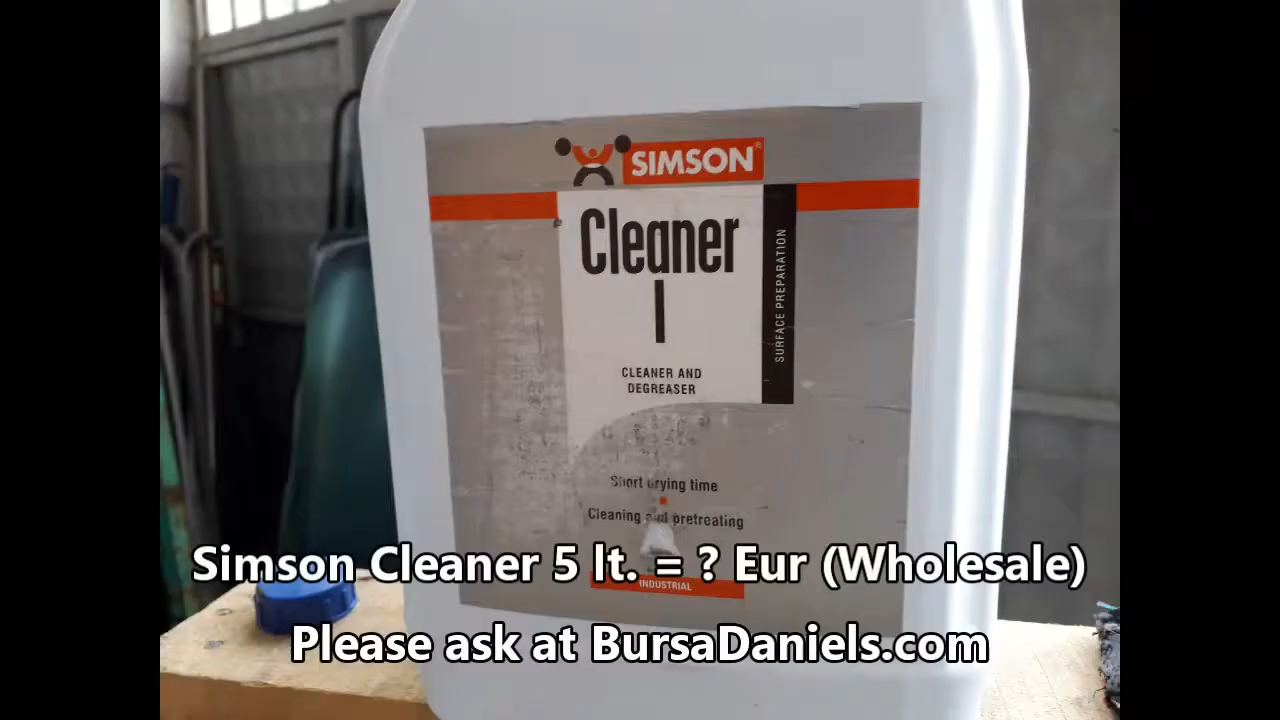 SIMSON®
Cleaner
I
CLEANER AND
DEGREASER
SURFACE PREPARATION
Short drying time
Cleaning and pretreating
Simson Cleaner 5 lt. = ? Eur (Wholesale)
INDUSTRIAL
Please ask at BursaDaniels.com